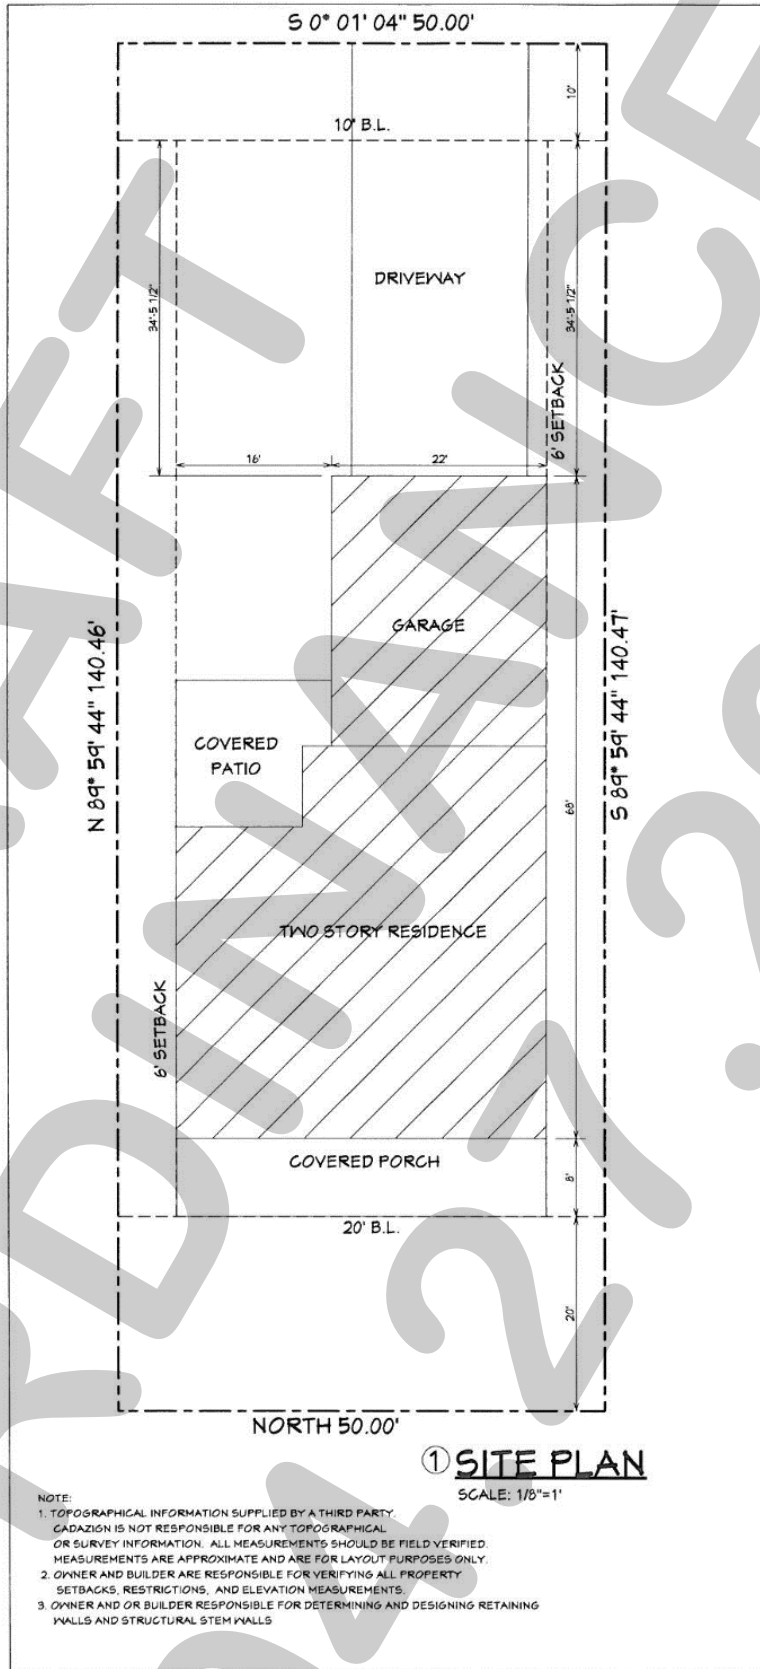 S 0° 01' 04" 50.00'
10'
10' B.L.
DRIVEWAY
34'-5 1/2"
34'-5 1/2"
6' SETBACK
16'
22'
GARAGE
N 89° 59' 44" 140.46'
S 89° 59' 44" 140.47'
COVERED
PATIO
68'
TWO STORY RESIDENCE
6' SETBACK
COVERED PORCH
8'
20' B.L.
20'
NORTH 50.00'
1 SITE PLAN
SCALE: 1/8"=1'
NOTE:
1. TOPOGRAPHICAL INFORMATION SUPPLIED BY A THIRD PARTY.
CADAZIGN IS NOT RESPONSIBLE FOR ANY TOPOGRAPHICAL
OR SURVEY INFORMATION. ALL MEASUREMENTS SHOULD BE FIELD VERIFIED.
MEASUREMENTS ARE APPROXIMATE AND ARE FOR LAYOUT PURPOSES ONLY.
2. OWNER AND BUILDER ARE RESPONSIBLE FOR VERIFYING ALL PROPERTY
SETBACKS, RESTRICTIONS, AND ELEVATION MEASUREMENTS.
3. OWNER AND OR BUILDER RESPONSIBLE FOR DETERMINING AND DESIGNING RETAINING
WALLS AND STRUCTURAL STEM WALLS